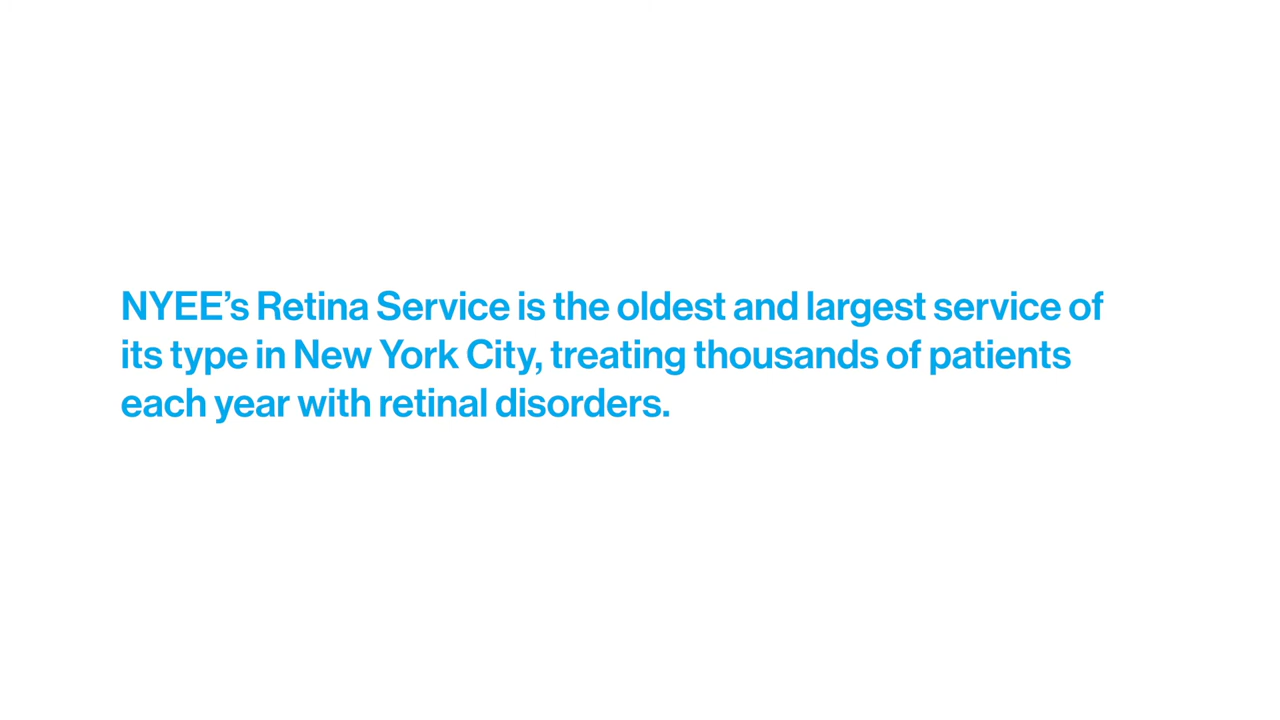 NYEE’s Retina Service is the oldest and largest service of
its type in New York City, treating thousands of patients
each year with retinal disorders.